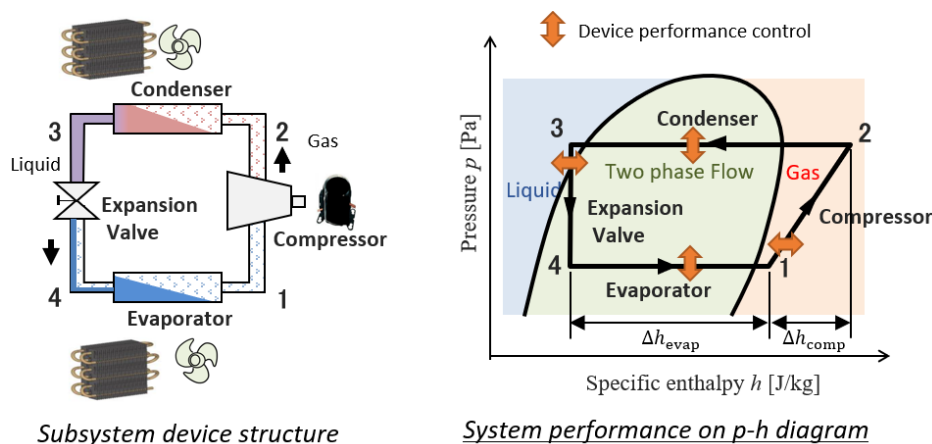 Condenser
3
2
Gas
Liquid
Expansion
Valve
Compressor
4
1
Evaporator
Subsystem device structure
Device performance control
Pressure p [Pa]
3
Condenser
2
Liquid
Two phase Flow
Gas
Expansion
Valve
Compressor
4
1
Evaporator
Δh_evap
Δh_comp
Specific enthalpy h [J/kg]
System performance on p-h diagram